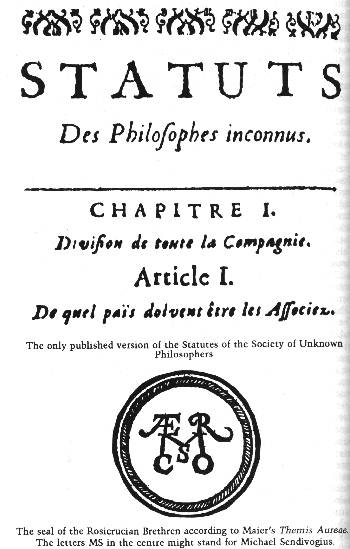 STATUTS
Des Philoſophes inconnus.
CHAPITRE I.
Diviſion de toute la Compagnie.
Article I.
De quel païs doivent être les Aſſociez.
The only published version of the Statutes of the Society of Unknown
Philosophers
Æ R
C S O
The seal of the Rosicrucian Brethren according to Maier's Themis Aureae.
The letters MS in the centre might stand for Michael Sendivogius.